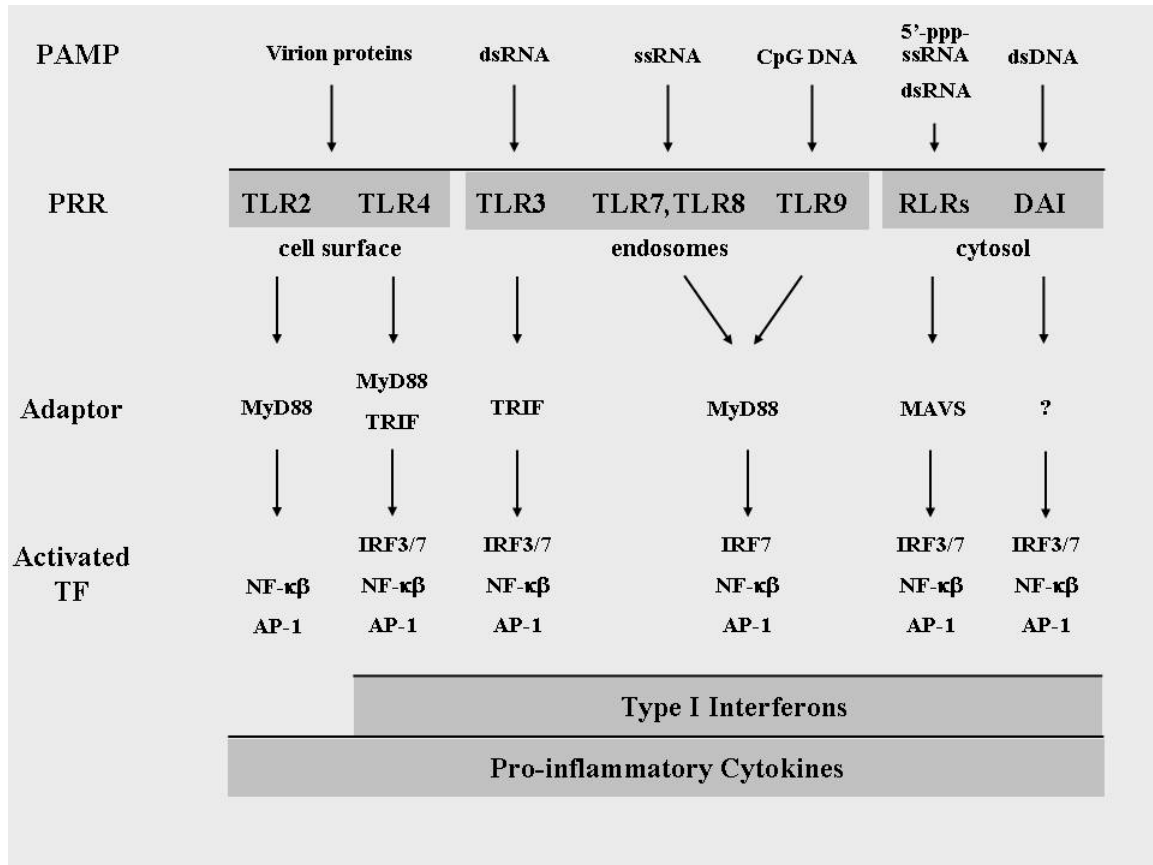 PAMP
Virion proteins dsRNA ssRNA CpG DNA 5’-ppp-
ssRNA
dsRNA dsDNA
PRR TLR2 TLR4 TLR3 TLR7, TLR8 TLR9 RLRs DAI
cell surface endosomes cytosol
Adaptor MyD88 MyD88
TRIF TRIF MyD88 MAVS ?
Activated
TF
IRF3/7 IRF3/7 IRF7 IRF3/7 IRF3/7
NF-κβ NF-κβ NF-κβ NF-κβ NF-κβ NF-κβ
AP-1 AP-1 AP-1 AP-1 AP-1 AP-1
Type I Interferons
Pro-inflammatory Cytokines